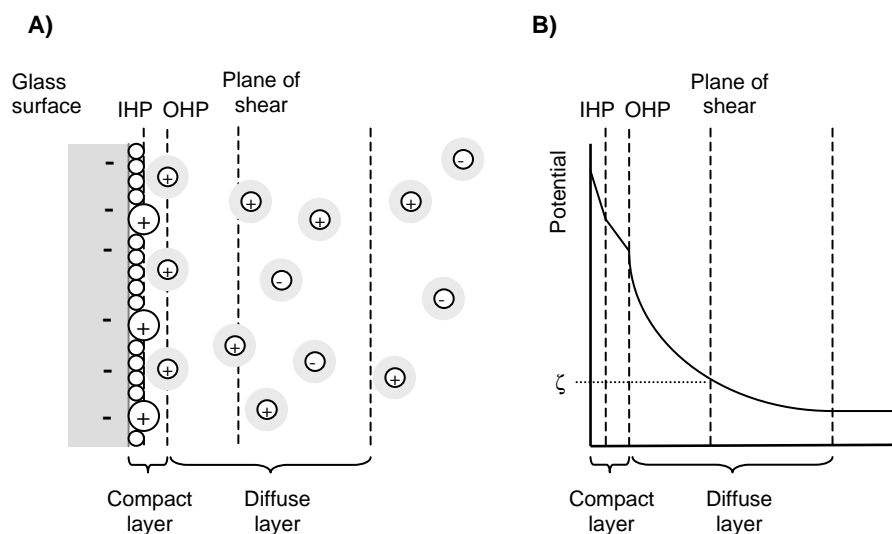 A)
Glass
surface
IHP
OHP
Plane of
shear
-
-
-
-
-
-
+
+
+
+
+
+
+
+
+
+
+
+
-
-
-
-
Compact
layer
Diffuse
layer
B)
IHP
OHP
Plane of
shear
Potential
ζ
Compact
layer
Diffuse
layer